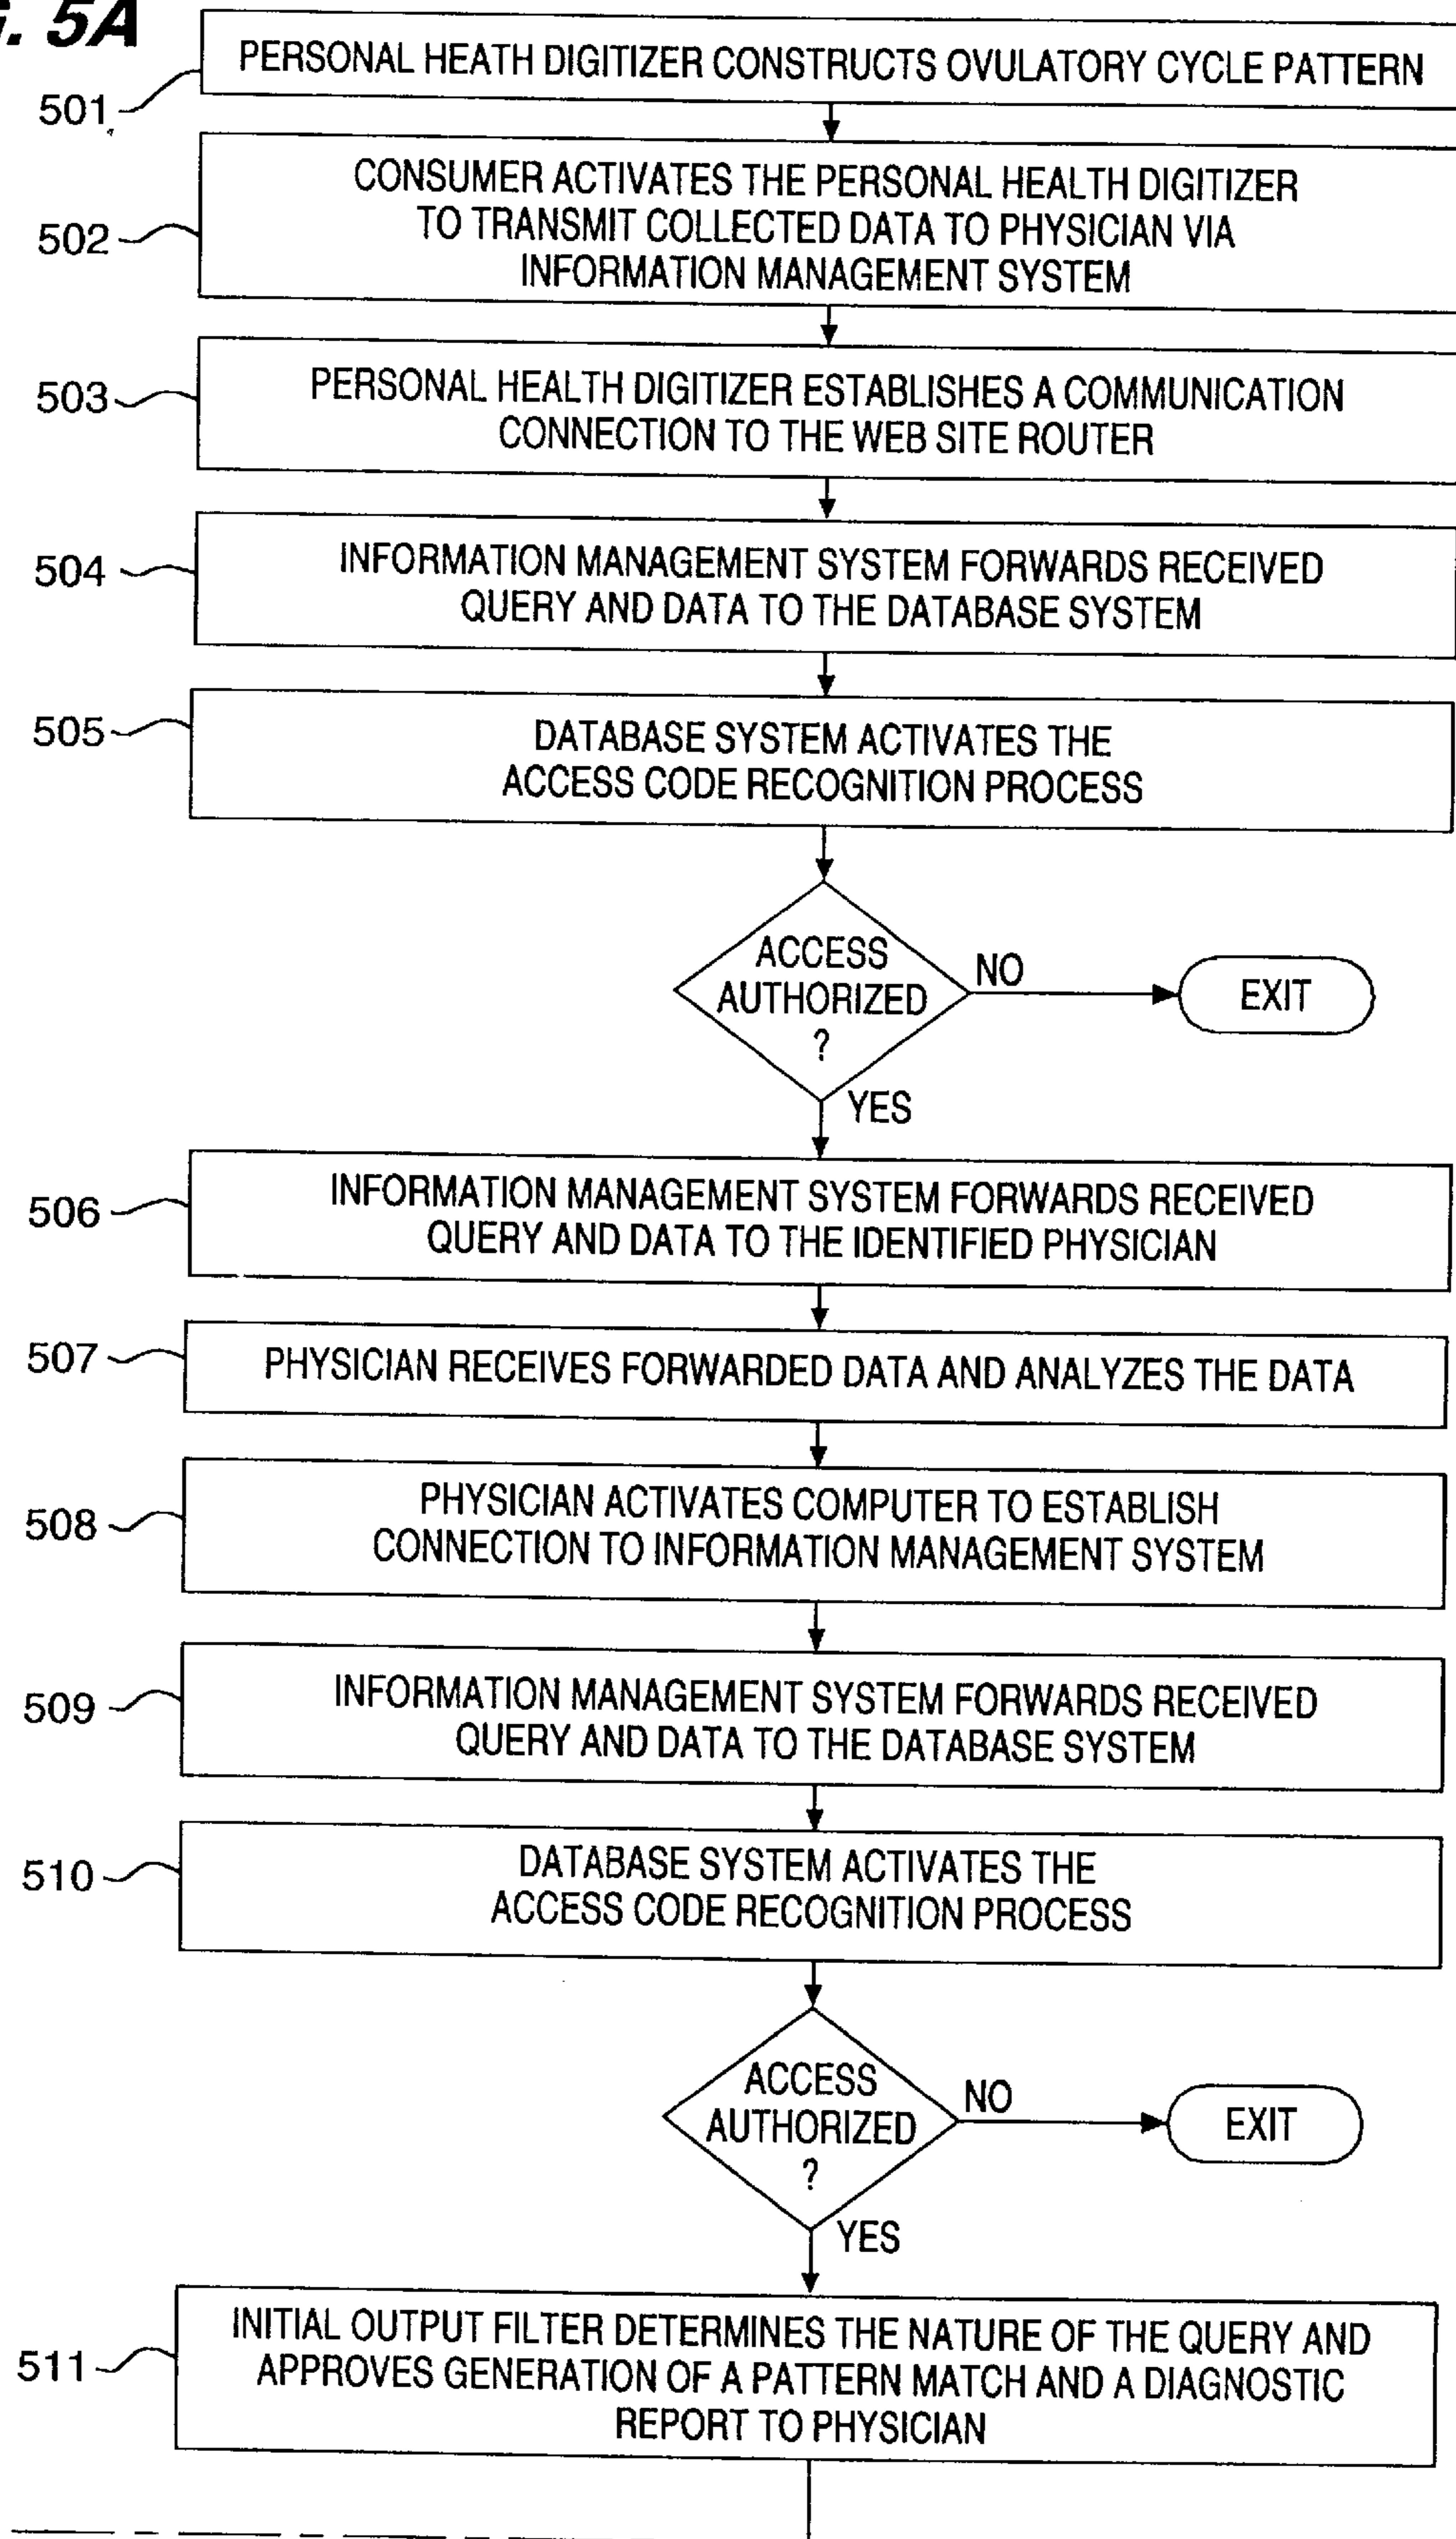 . 5A
PERSONAL HEATH DIGITIZER CONSTRUCTS OVULATORY CYCLE PATTERN
501
CONSUMER ACTIVATES THE PERSONAL HEALTH DIGITIZER
TO TRANSMIT COLLECTED DATA TO PHYSICIAN VIA
INFORMATION MANAGEMENT SYSTEM
502
PERSONAL HEALTH DIGITIZER ESTABLISHES A COMMUNICATION
CONNECTION TO THE WEB SITE ROUTER
503
INFORMATION MANAGEMENT SYSTEM FORWARDS RECEIVED
QUERY AND DATA TO THE DATABASE SYSTEM
504
DATABASE SYSTEM ACTIVATES THE
ACCESS CODE RECOGNITION PROCESS
505
ACCESS
AUTHORIZED
?
NO
EXIT
YES
INFORMATION MANAGEMENT SYSTEM FORWARDS RECEIVED
QUERY AND DATA TO THE IDENTIFIED PHYSICIAN
506
PHYSICIAN RECEIVES FORWARDED DATA AND ANALYZES THE DATA
507
PHYSICIAN ACTIVATES COMPUTER TO ESTABLISH
CONNECTION TO INFORMATION MANAGEMENT SYSTEM
508
INFORMATION MANAGEMENT SYSTEM FORWARDS RECEIVED
QUERY AND DATA TO THE DATABASE SYSTEM
509
DATABASE SYSTEM ACTIVATES THE
ACCESS CODE RECOGNITION PROCESS
510
ACCESS
AUTHORIZED
?
NO
EXIT
YES
INITIAL OUTPUT FILTER DETERMINES THE NATURE OF THE QUERY AND
APPROVES GENERATION OF A PATTERN MATCH AND A DIAGNOSTIC
REPORT TO PHYSICIAN
511